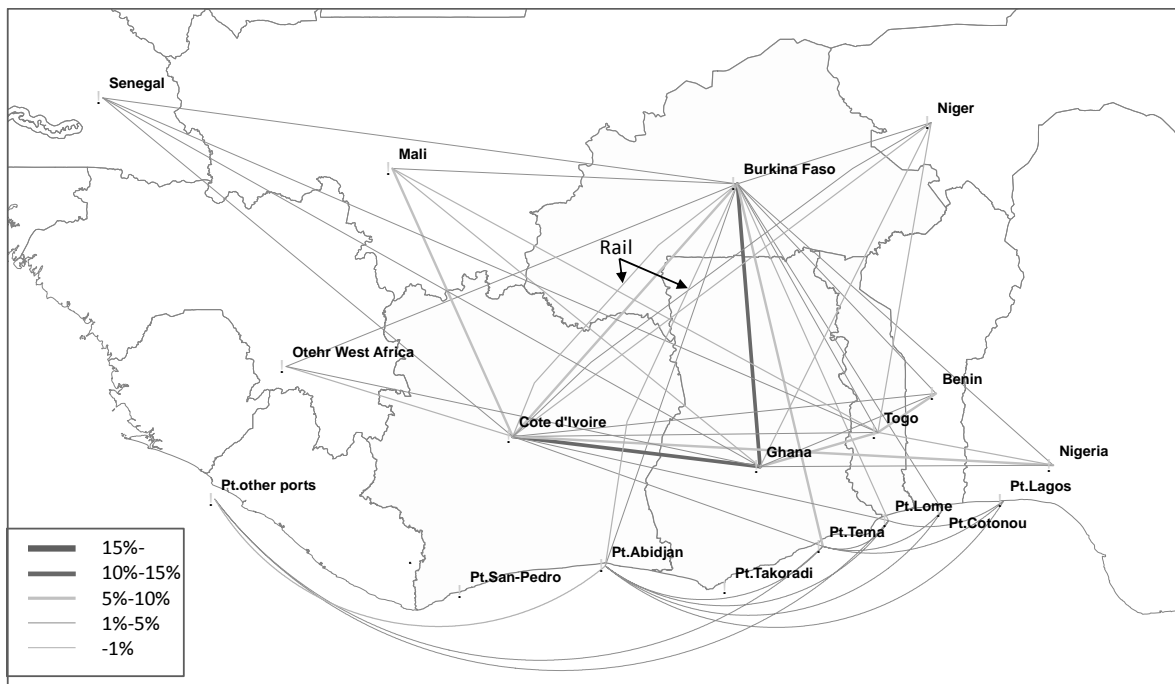 Senegal
Niger
Mali
Burkina Faso
Rail
Otehr West Africa
Benin
Cote d'Ivoire
Togo
Ghana
Nigeria
Pt.other ports
Pt.Lagos
Pt.Lome
Pt.Cotonou
Pt.Tema
Pt.Abidjan
Pt.San-Pedro
Pt.Takoradi
15%-
10%-15%
5%-10%
1%-5%
-1%